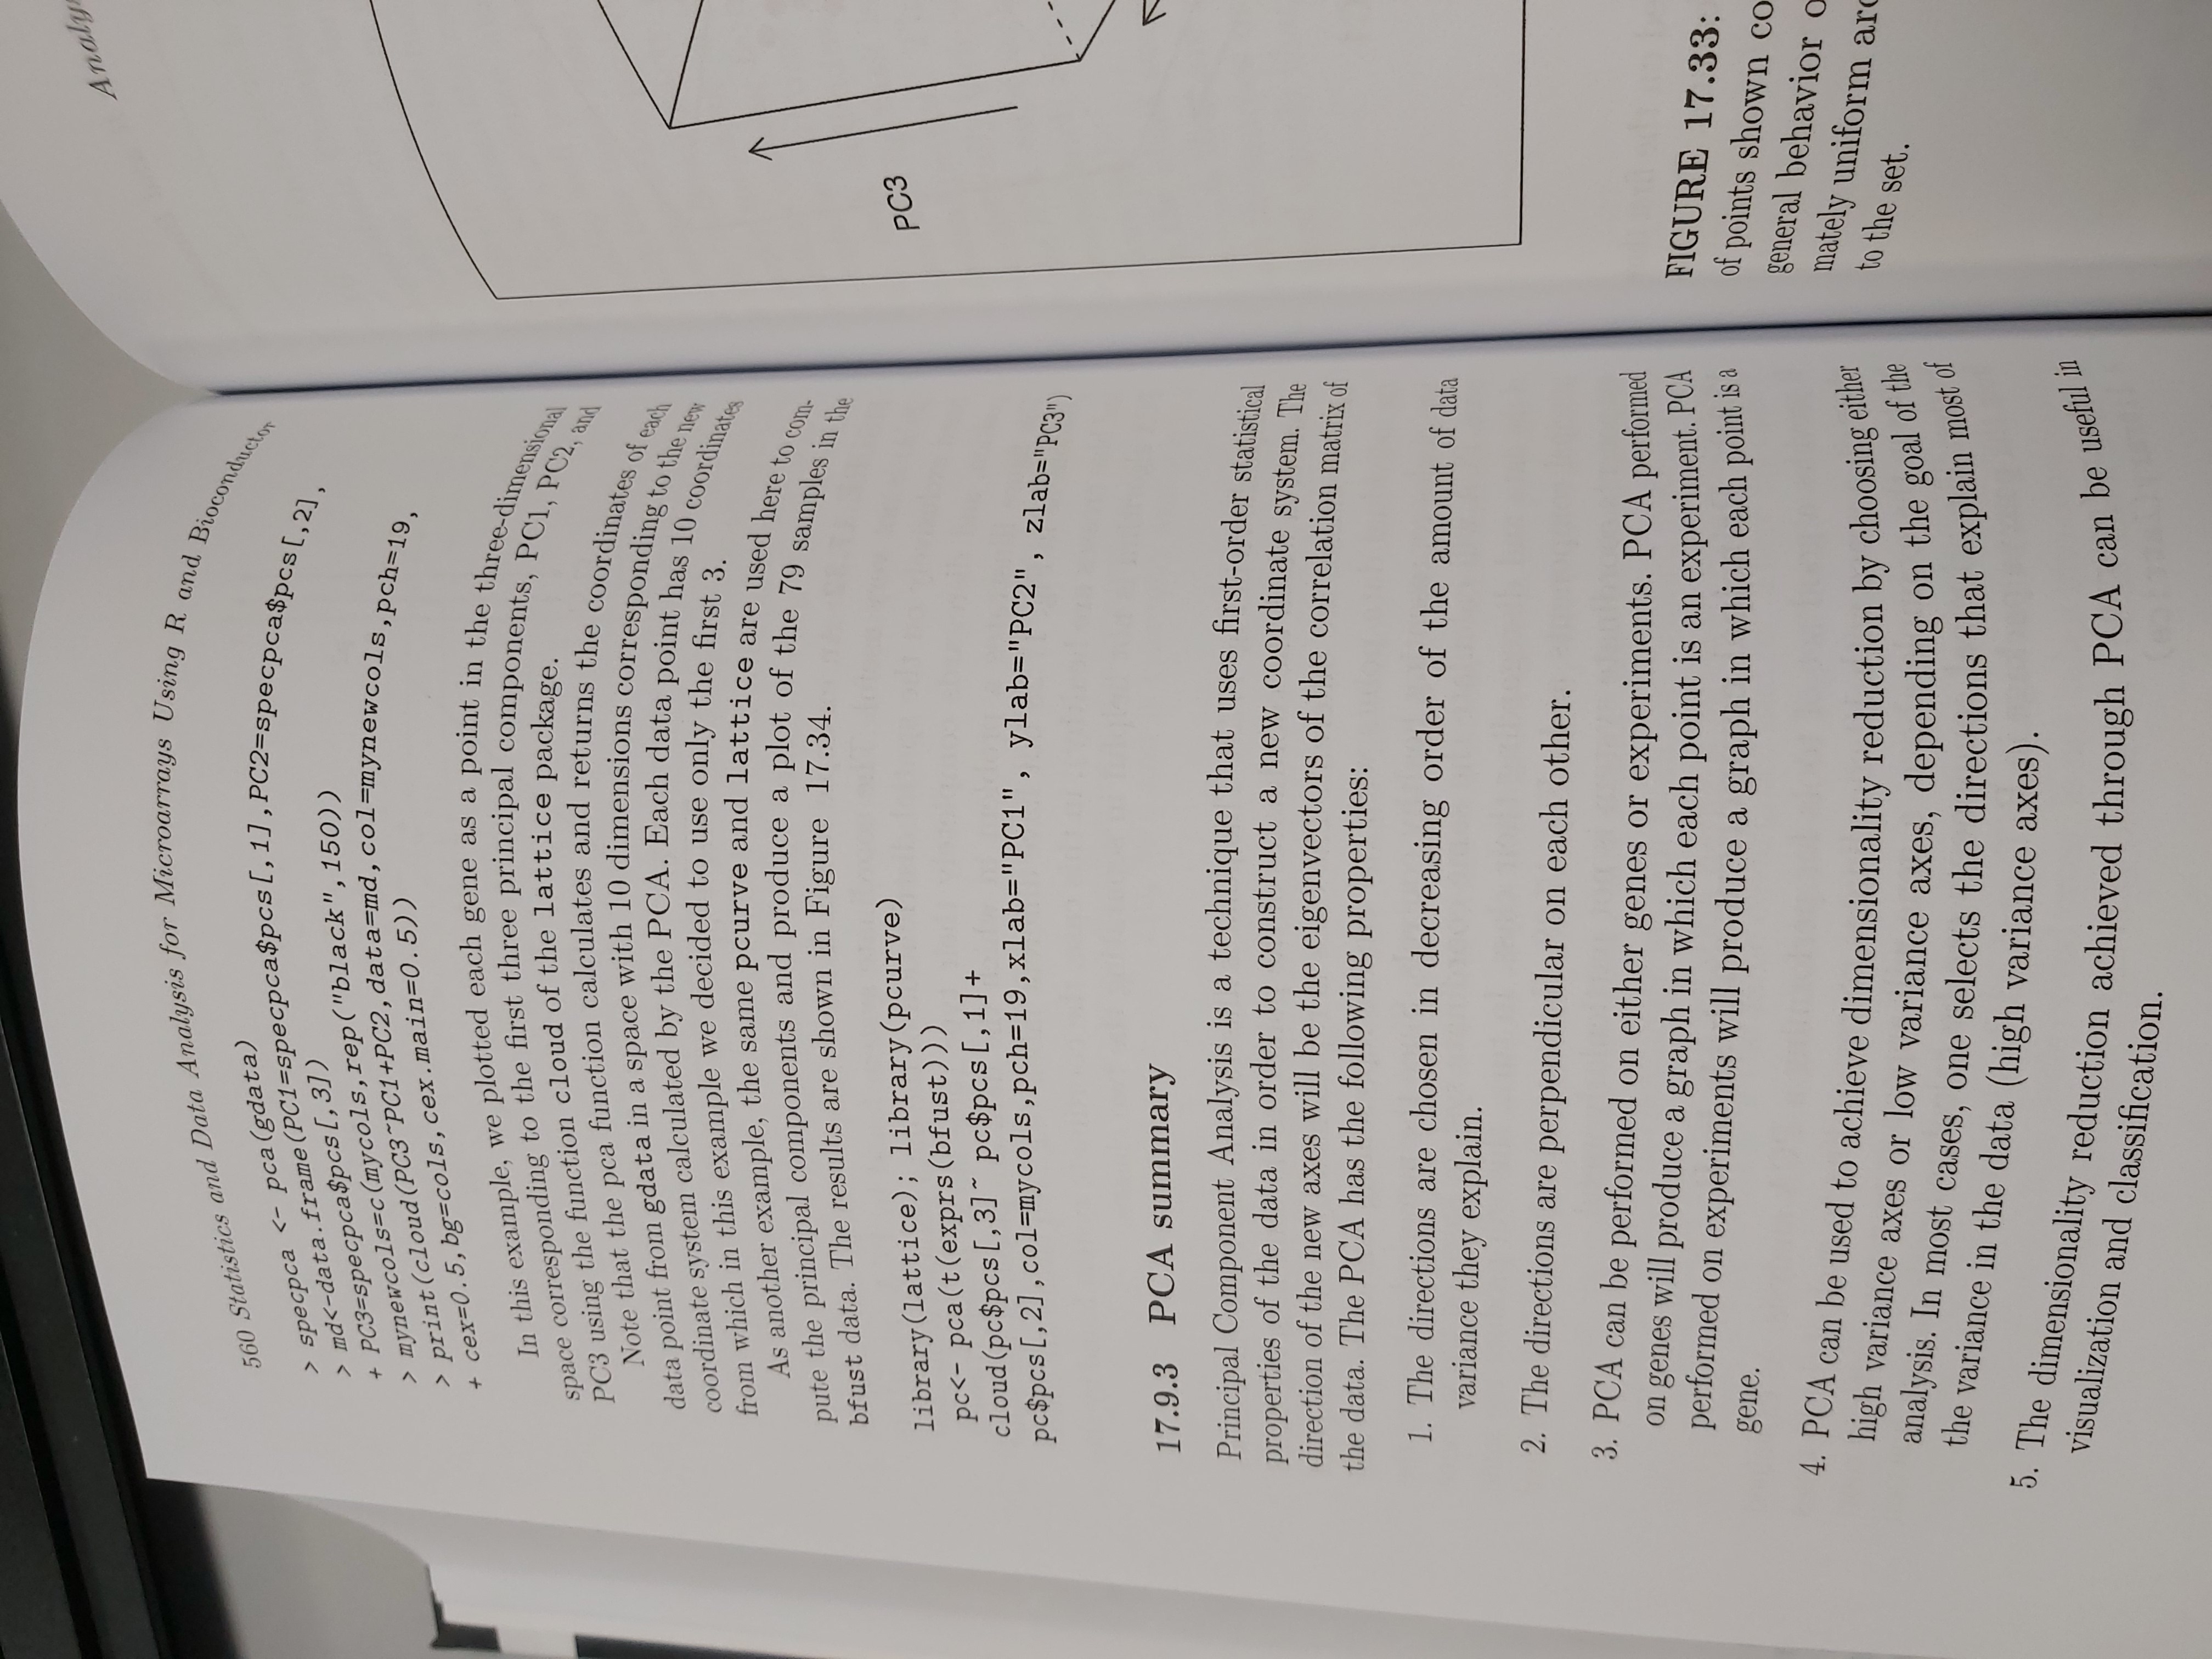 560 Statistics and Data Analysis for Microarrays Using R and Bioconductor
> specpca <- pca(gdata)
> md<-data.frame(PC1=specpca$pcs[,1],PC2=specpca$pcs[,2],
+ PC3=specpca$pcs[,3])
> mynewcols=c(mycols,rep("black",150))
> print(cloud(PC3~PC1+PC2,data=md,col=mynewcols,pch=19,
+ cex=0.5,bg=cols,cex.main=0.5))
In this example, we plotted each gene as a point in the three-dimensional
space corresponding to the first three principal components, PC1, PC2, and
PC3 using the function cloud of the lattice package.
Note that the pca function calculates and returns the coordinates of each
data point from gdata in a space with 10 dimensions corresponding to the new
coordinate system calculated by the PCA. Each data point has 10 coordinates
from which in this example we decided to use only the first 3.
As another example, the same pcurve and lattice are used here to com-
pute the principal components and produce a plot of the 79 samples in the
bfust data. The results are shown in Figure 17.34.
library(lattice); library(pcurve)
pc<- pca(t(exprs(bfust)))
cloud(pc$pcs[,3]~ pc$pcs[,1]+
pc$pcs[,2],col=mycols,pch=19,xlab="PC1", ylab="PC2", zlab="PC3")
17.9.3 PCA summary
Principal Component Analysis is a technique that uses first-order statistical
properties of the data in order to construct a new coordinate system. The
direction of the new axes will be the eigenvectors of the correlation matrix of
the data. The PCA has the following properties:
1. The directions are chosen in decreasing order of the amount of data
variance they explain.
2. The directions are perpendicular on each other.
3. PCA can be performed on either genes or experiments. PCA performed
on genes will produce a graph in which each point is an experiment. PCA
performed on experiments will produce a graph in which each point is a
gene.
4. PCA can be used to achieve dimensionality reduction by choosing either
high variance axes or low variance axes, depending on the goal of the
analysis. In most cases, one selects the directions that explain most of
the variance in the data (high variance axes).
5. The dimensionality reduction achieved through PCA can be useful in
visualization and classification.
PC3
FIGURE 17.33:
of points shown
general behavior
mately uniform
to the set.